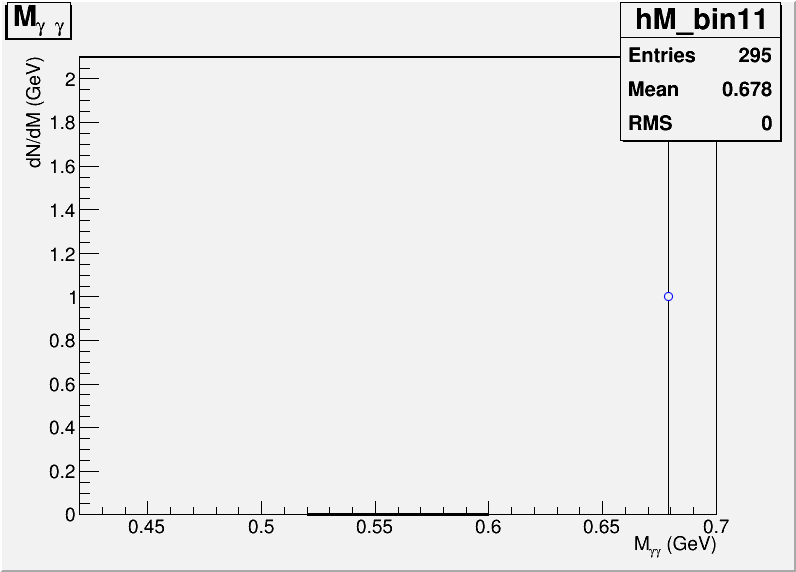 Mγ γ
hM_bin11
Entries 295
Mean 0.678
RMS 0
dN/dM (GeV)
2
1.8
1.6
1.4
1.2
1
0.8
0.6
0.4
0.2
0
0.45 0.5 0.55 0.6 0.65 0.7
Mγγ (GeV)